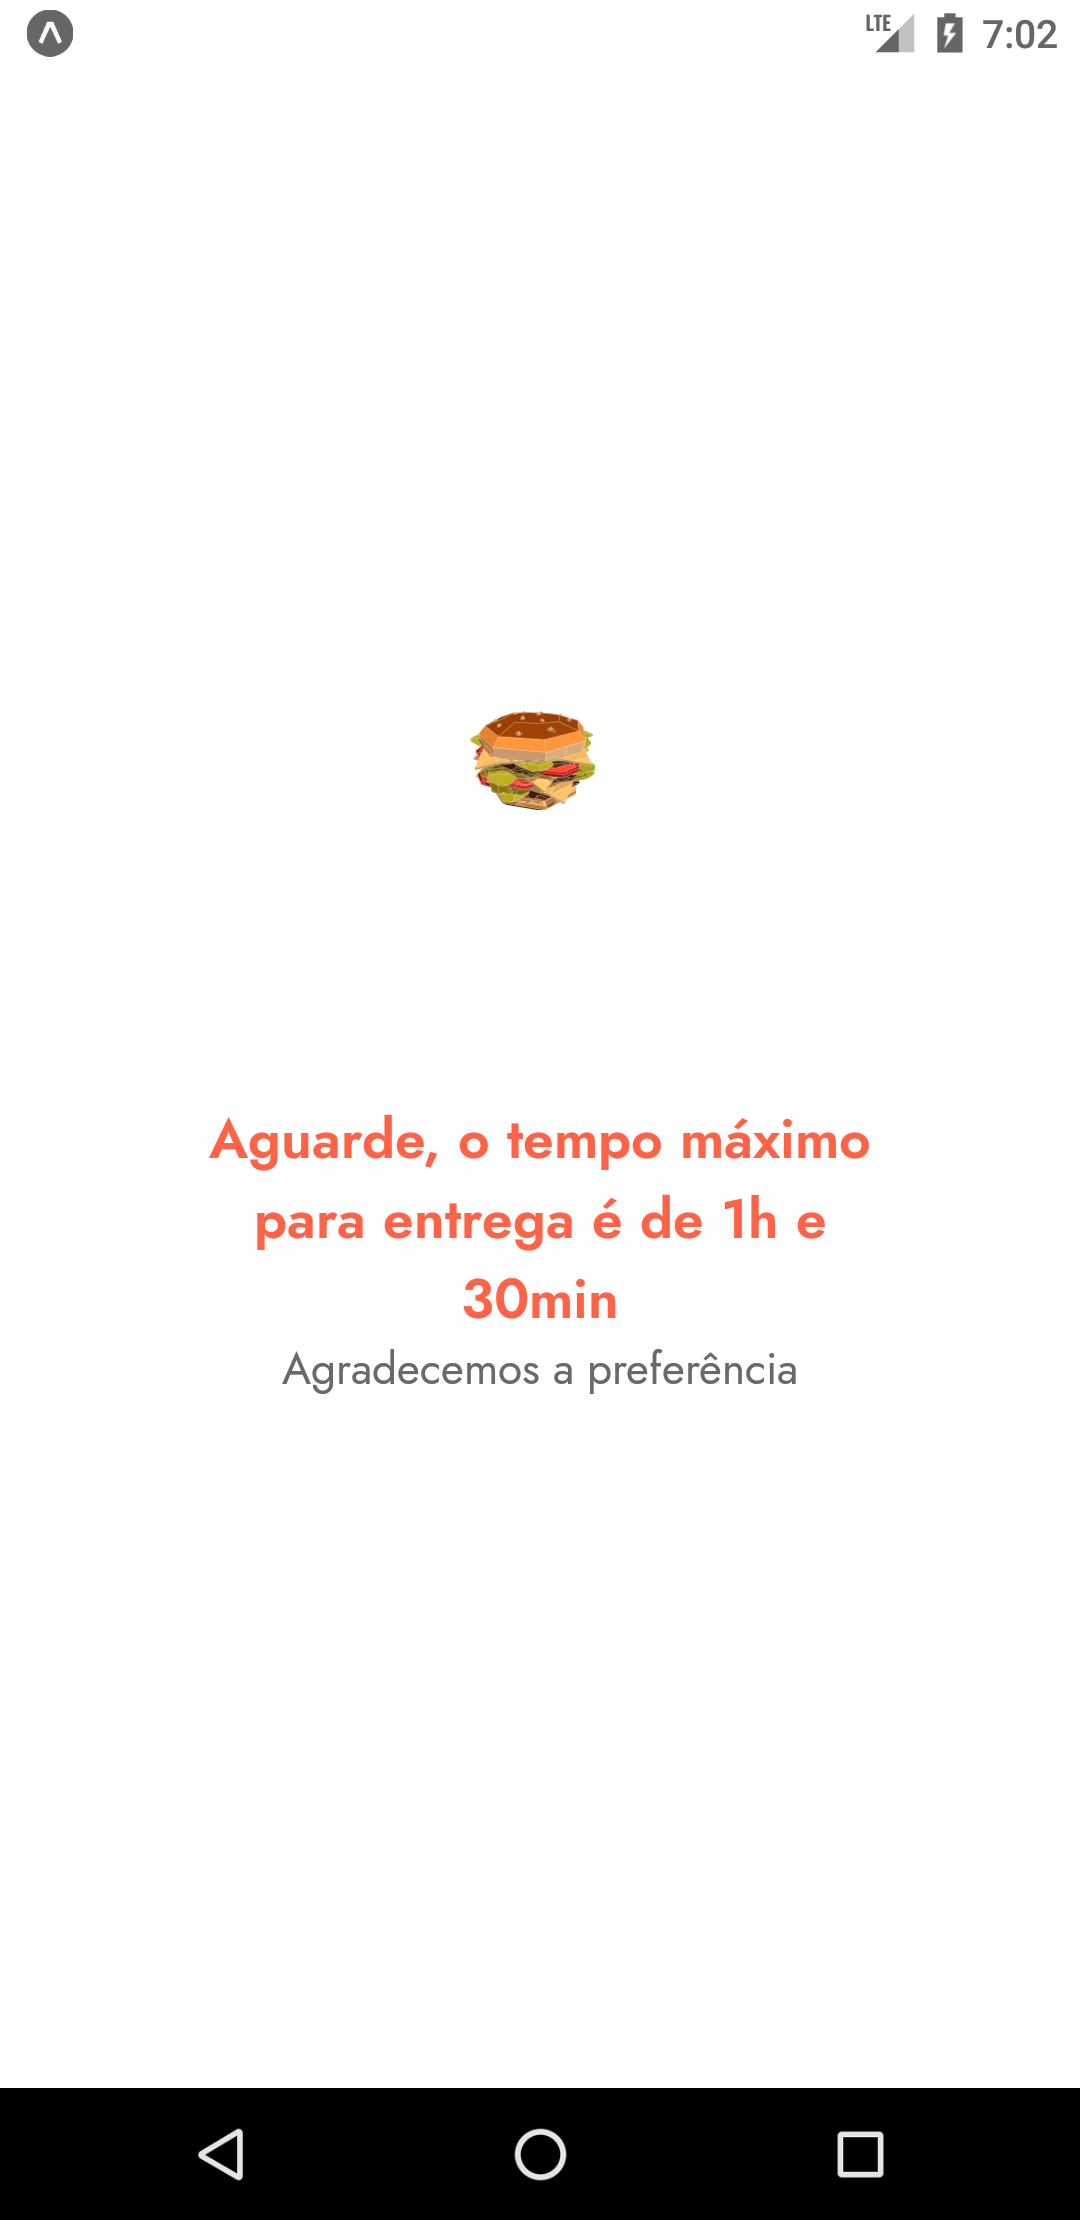 LTE 7:02
Aguarde, o tempo máximo
para entrega é de 1h e
30min
Agradecemos a preferência